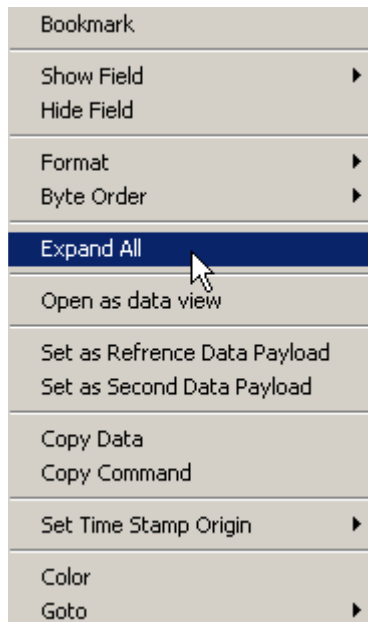 Bookmark
Show Field
Hide Field
Format
Byte Order
Expand All
Open as data view
Set as Refrence Data Payload
Set as Second Data Payload
Copy Data
Copy Command
Set Time Stamp Origin
Color
Goto